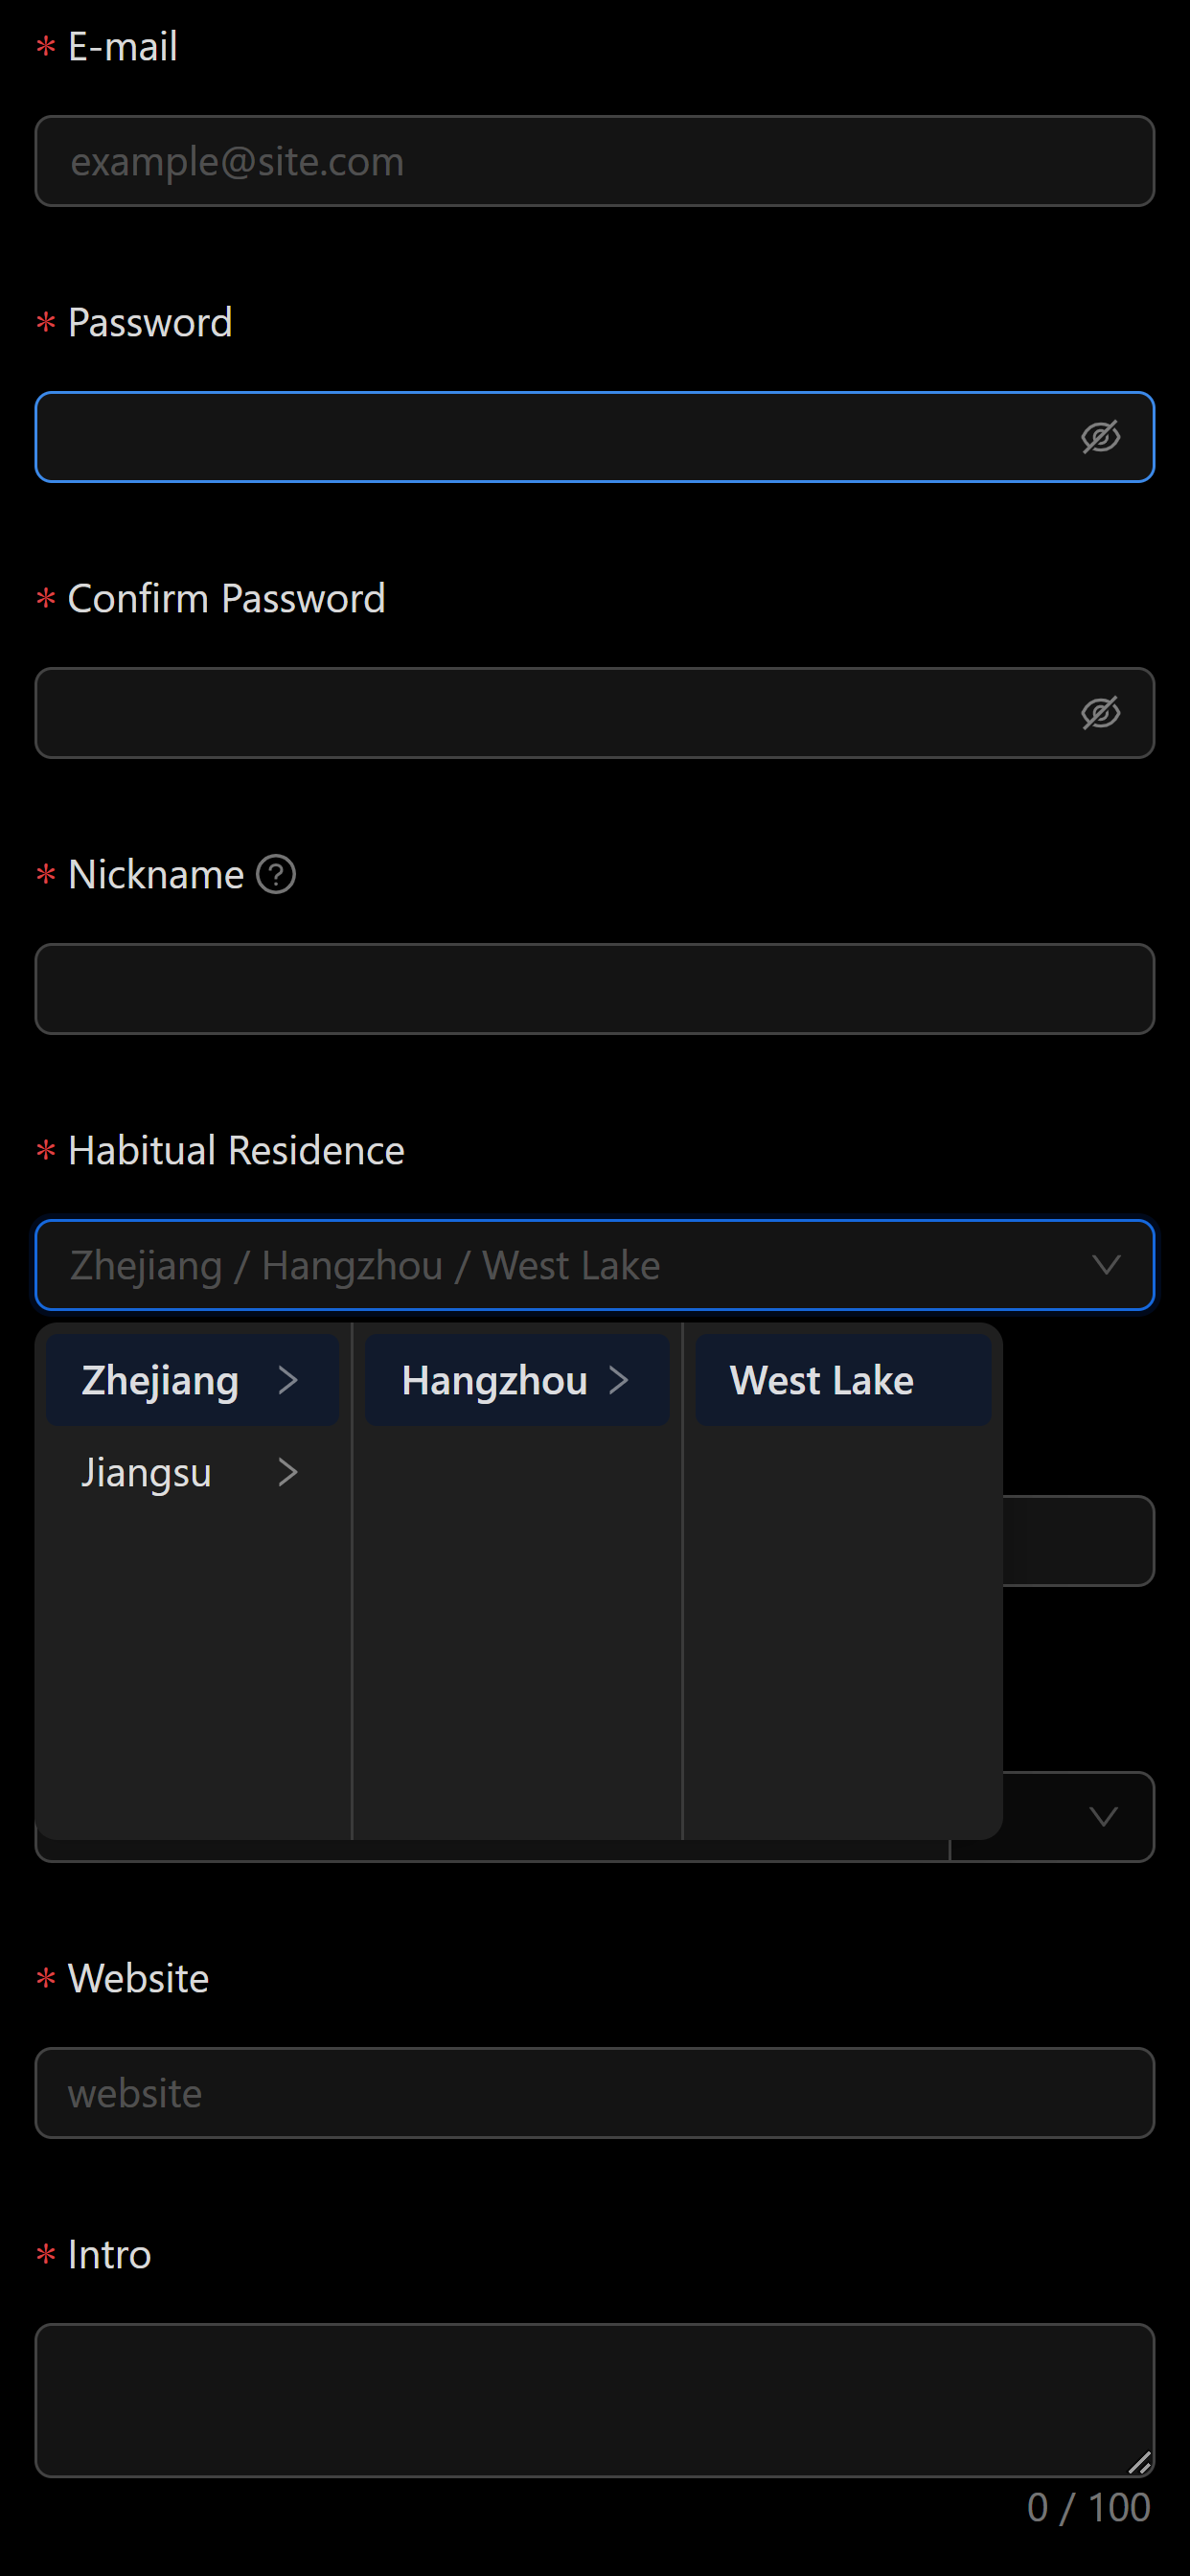 * E-mail
example@site.com
* Password
* Confirm Password
* Nickname ?
* Habitual Residence
Zhejiang / Hangzhou / West Lake
Zhejiang > Hangzhou > West Lake
Jiangsu >
* Website
website
* Intro
0 / 100